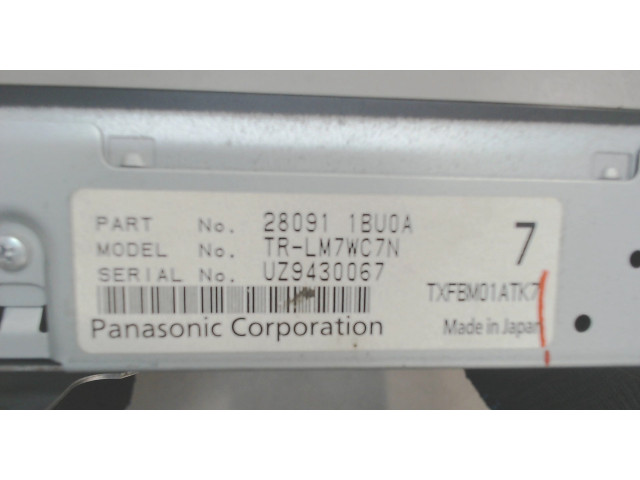 PART No. 28091 1BU0A
MODEL No. TR-LM7WC7N
SERIAL No. UZ9430067
7
TXFBM01ATK7
Panasonic Corporation
Made in Japan